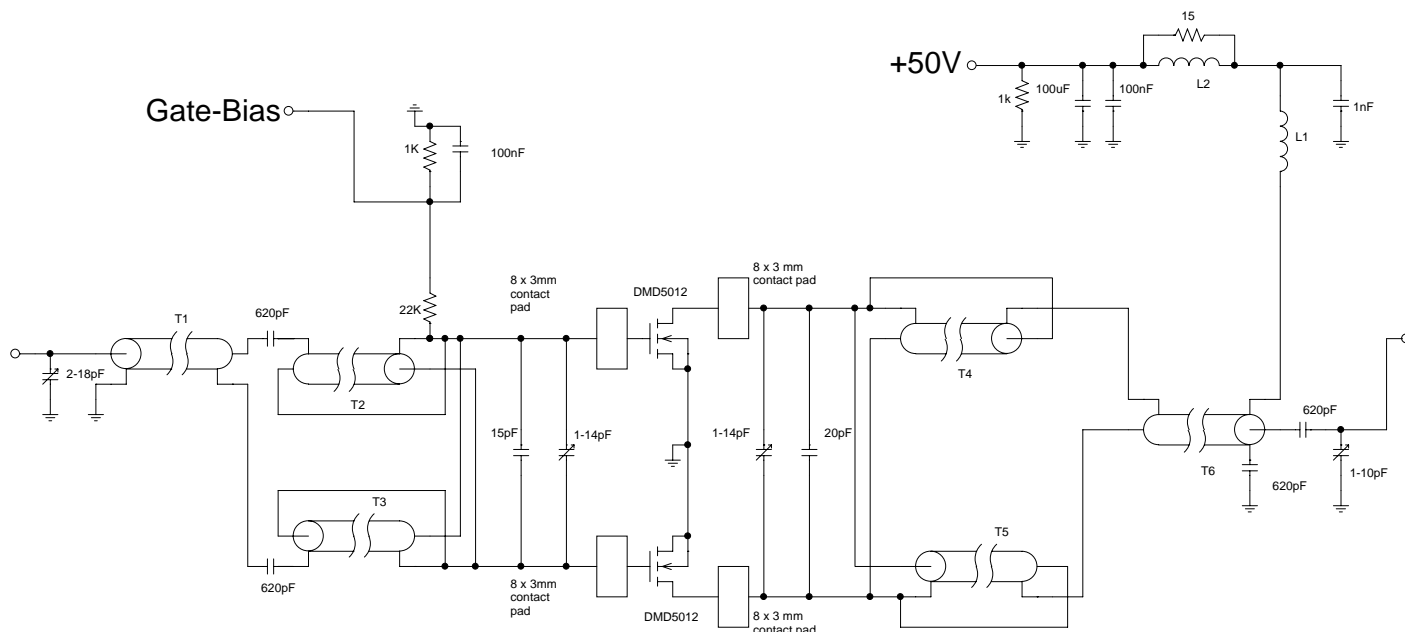 15
+50V
100uF
100nF
L2
1k
1nF
Gate-Bias
L1
1K
100nF
8 x 3mm
contact
pad
8 x 3 mm
contact pad
DMD5012
22K
620pF
T1
2-18pF
T2
T4
620pF
15pF
1-14pF
1-14pF
20pF
T6
620pF
1-10pF
T3
T5
620pF
8 x 3mm
contact
pad
DMD5012
8 x 3 mm
contact pad